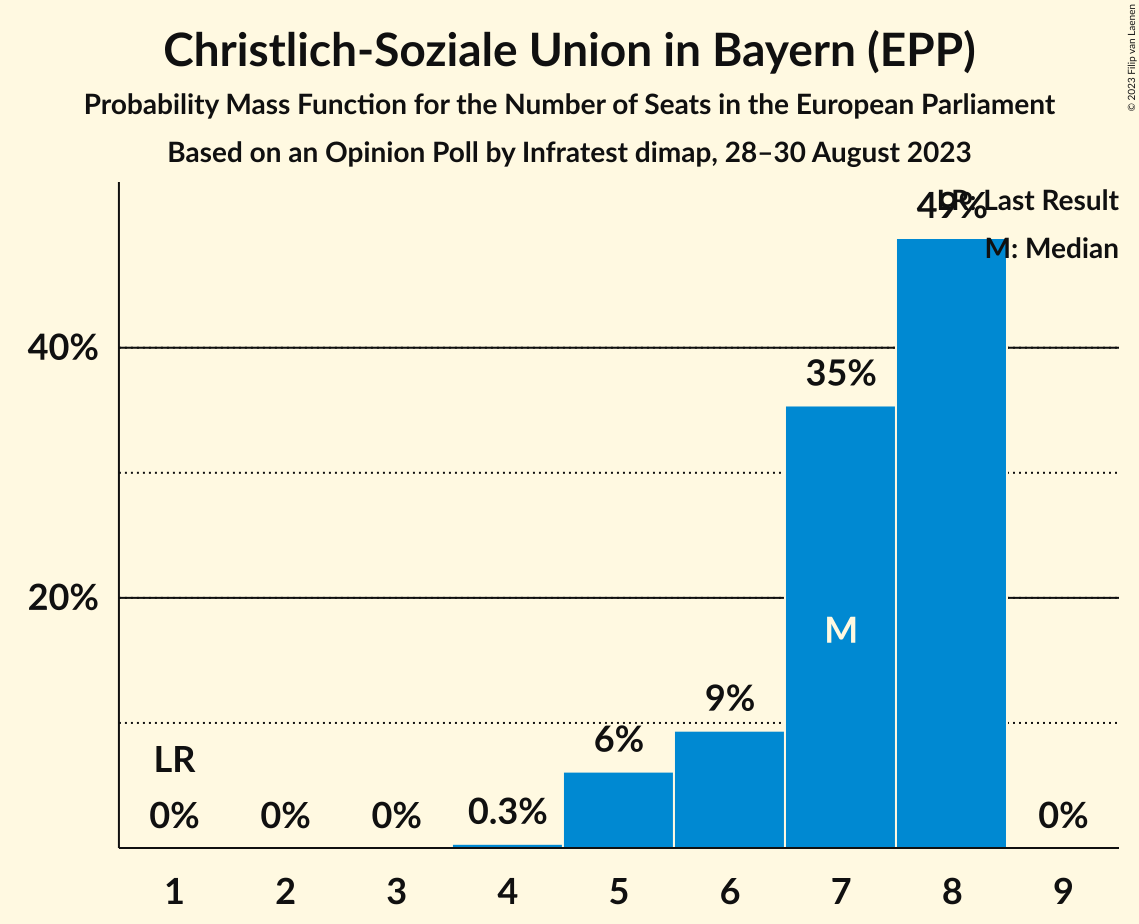 Christlich-Soziale Union in Bayern (EPP)
Probability Mass Function for the Number of Seats in the European Parliament
Based on an Opinion Poll by Infratest dimap, 28–30 August 2023
© 2023 Filip van Laenen
LR: Last Result
M: Median
49%
40%
35%
20%
M
9%
6%
LR
0%
0%
0%
0.3%
0%
1 2 3 4 5 6 7 8 9